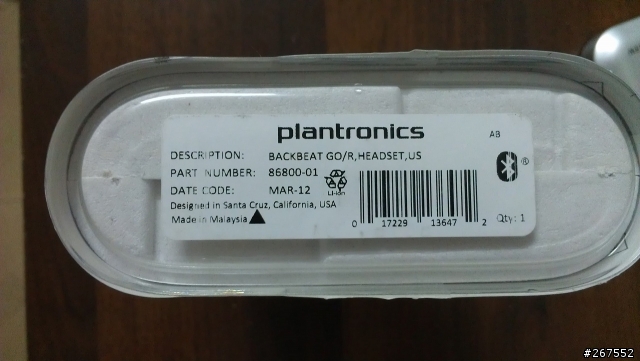 plantronics
AB
DESCRIPTION: BACKBEAT GO/R,HEADSET,US
PART NUMBER: 86800-01
DATE CODE: MAR-12
Li-ion
Designed in Santa Cruz, California, USA
Made in Malaysia
®
0 17229 13647 2
Qty: 1
#267552